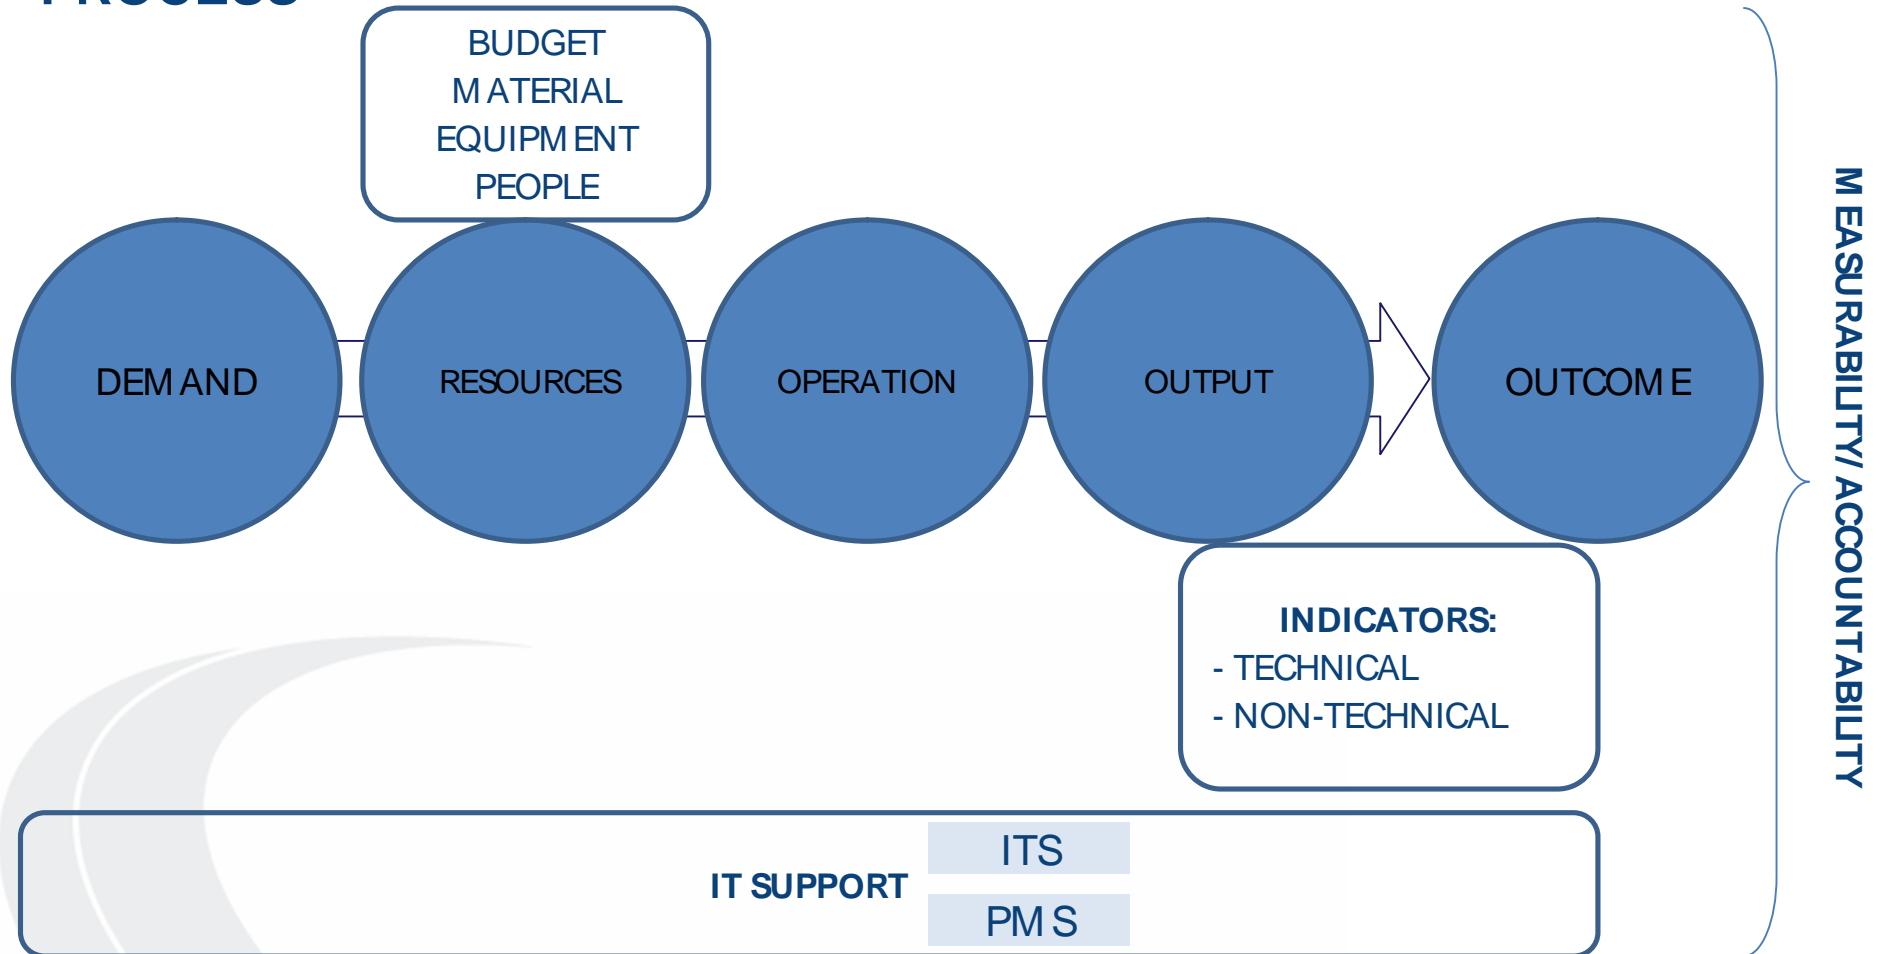 BUDGET
MATERIAL
EQUIPMENT
PEOPLE
DEMAND
RESOURCES
OPERATION
OUTPUT
OUTCOME
INDICATORS:
- TECHNICAL
- NON-TECHNICAL
IT SUPPORT
ITS
PMS
MEASURABILITY/ ACCOUNTABILITY